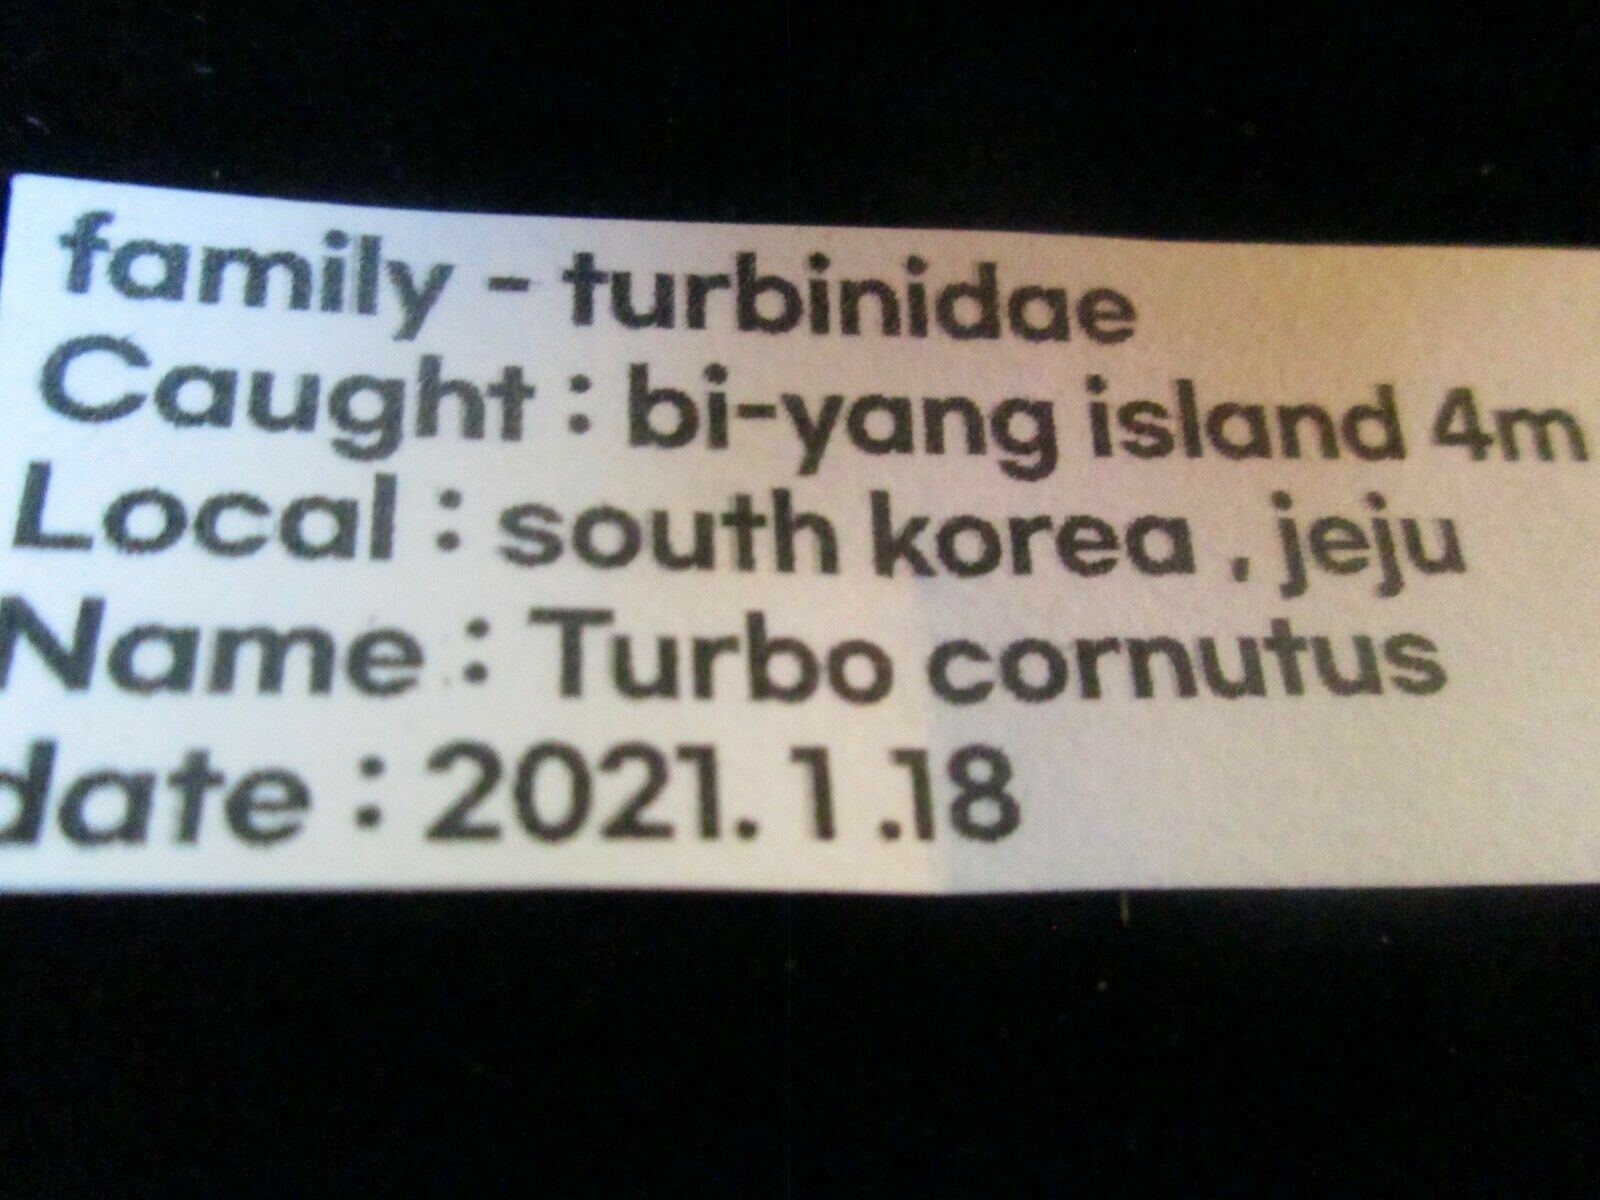 family - turbinidae
Caught : bi-yang island 4m
Local : south korea , jeju
Name : Turbo cornutus
date : 2021. 1 .18